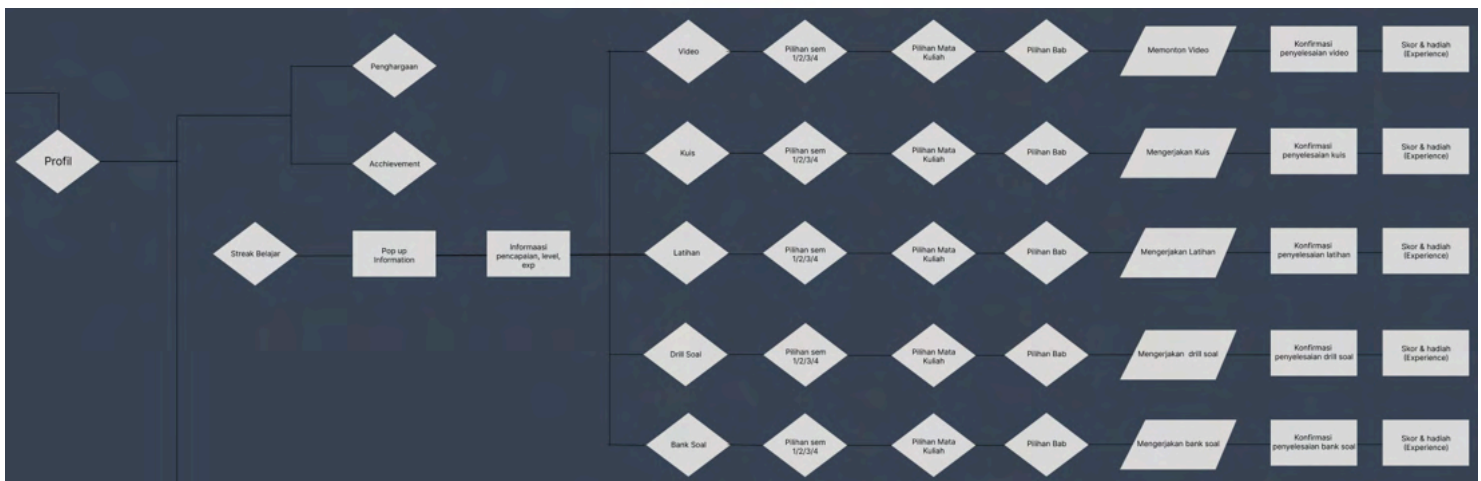 Profil
Penghargaan
Acchievement
Streak Belajar
Pop up
Information
Informaasi
pencapaian, level,
exp
Video
Pilihan sem
1/2/3/4
Pilihan Mata
Kuliah
Pilihan Bab
Memonton Video
Konfirmasi
penyelesaian video
Skor & hadiah
(Experience)
Kuis
Pilihan sem
1/2/3/4
Pilihan Mata
Kuliah
Pilihan Bab
Mengerjakan Kuis
Konfirmasi
penyelesaian kuis
Skor & hadiah
(Experience)
Latihan
Pilihan sem
1/2/3/4
Pilihan Mata
Kuliah
Pilihan Bab
Mengerjakan Latihan
Konfirmasi
penyelesaian latihan
Skor & hadiah
(Experience)
Drill Soal
Pilihan sem
1/2/3/4
Pilihan Mata
Kuliah
Pilihan Bab
Mengerjakan drill soal
Konfirmasi
penyelesaian drill soal
Skor & hadiah
(Experience)
Bank Soal
Pilihan sem
1/2/3/4
Pilihan Mata
Kuliah
Pilihan Bab
Mengerjakan bank soal
Konfirmasi
penyelesaian bank soal
Skor & hadiah
(Experience)